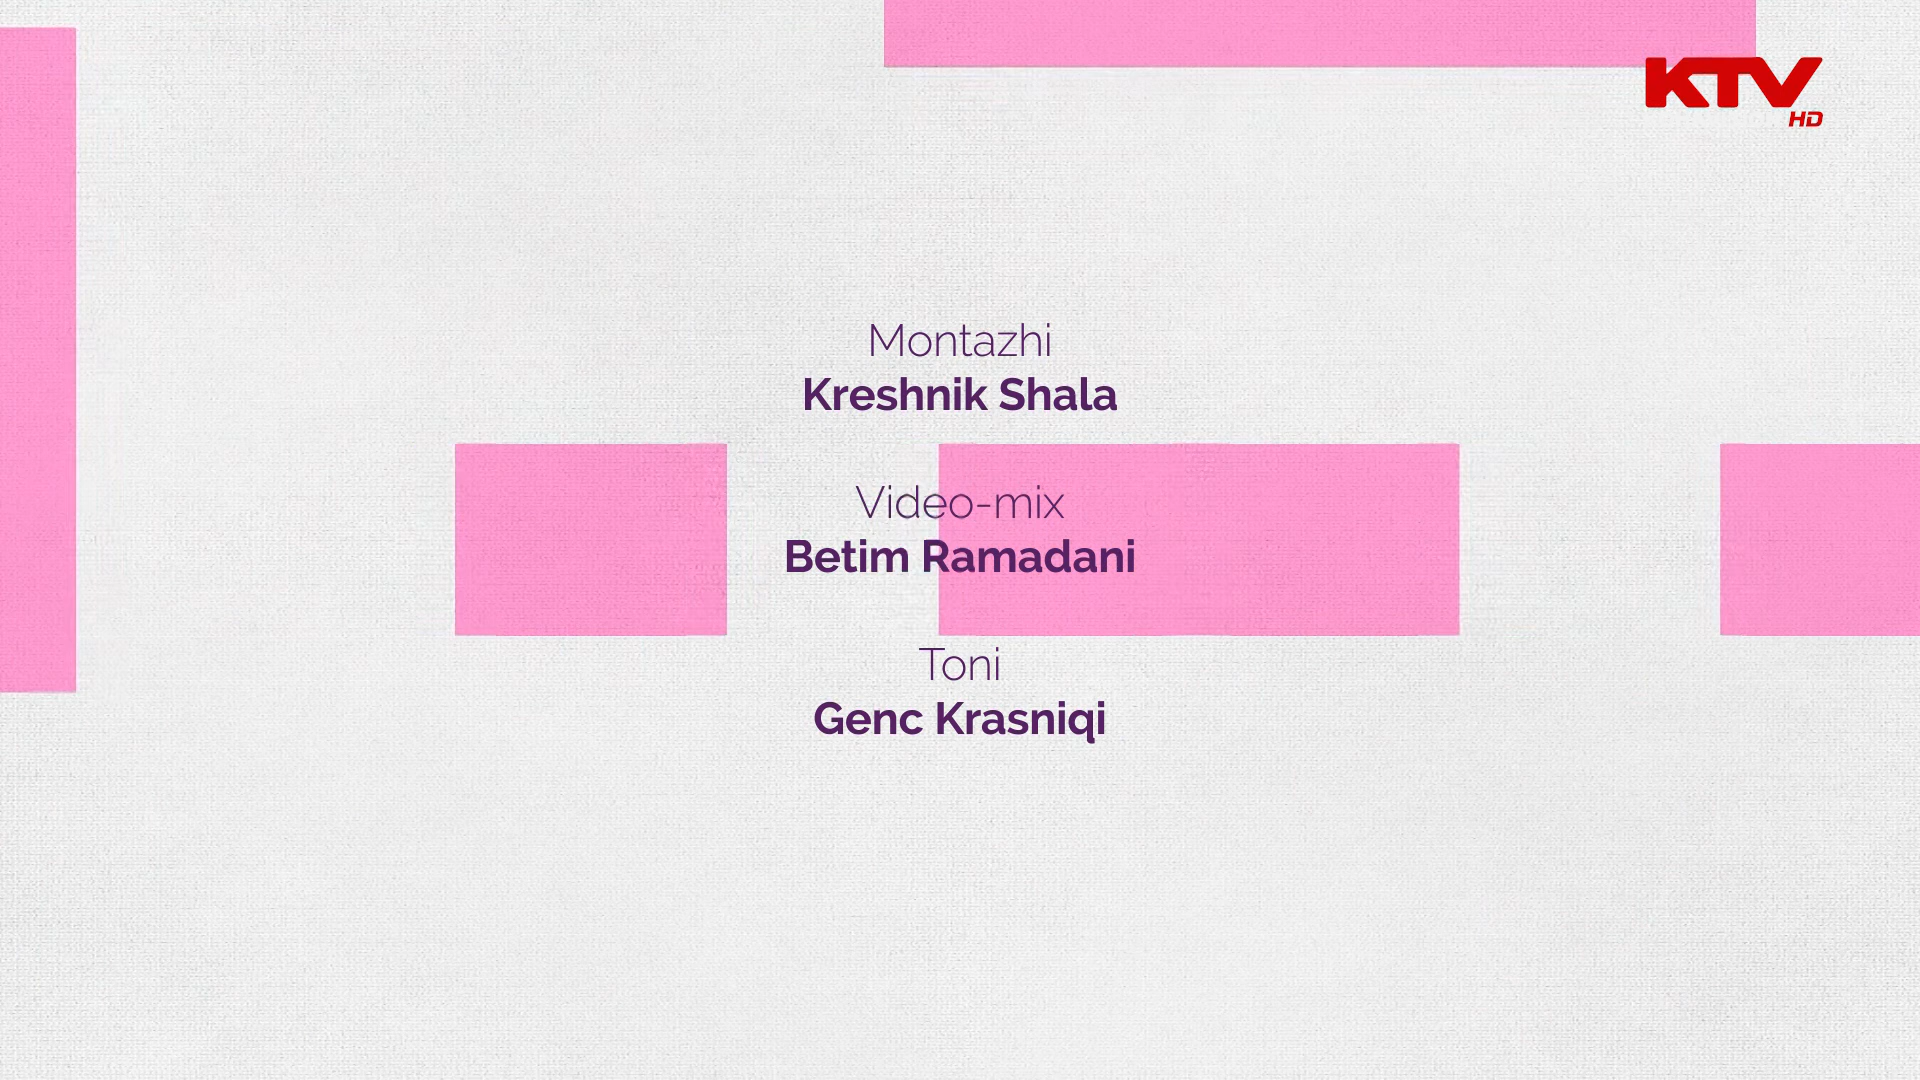 KTV
HD
Montazhi
Kreshnik Shala
Video-mix
Betim Ramadani
Toni
Genc Krasniqi